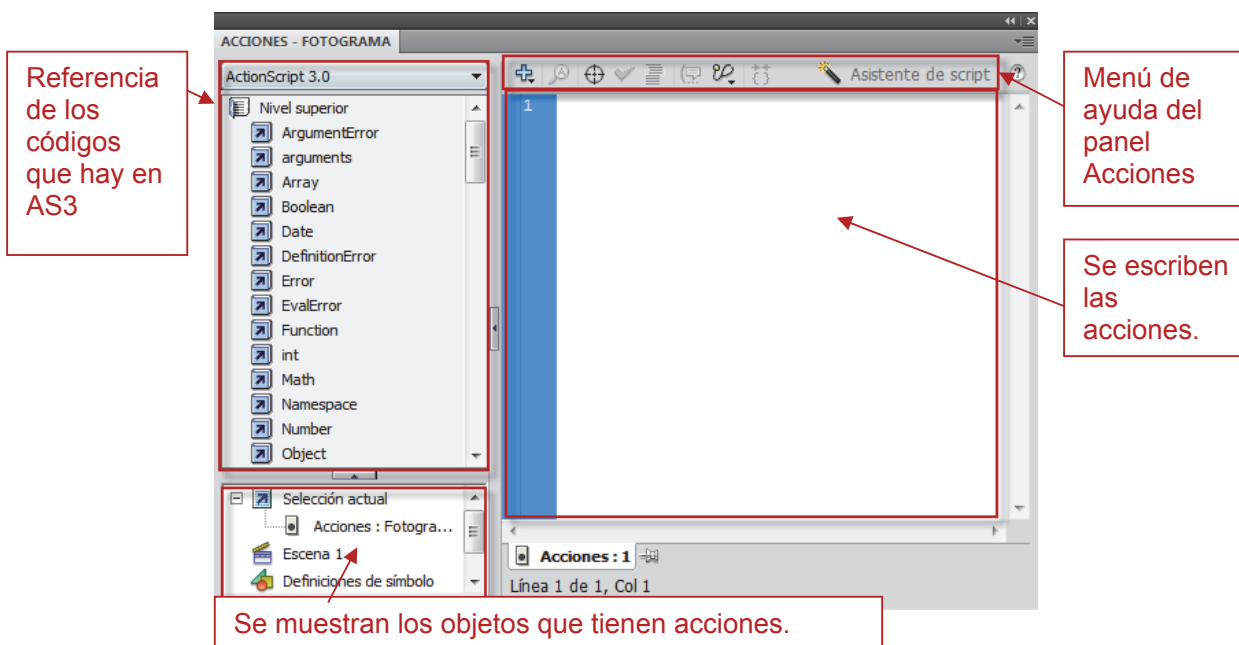 ACCIONES - FOTOGRAMA
Referencia
de los
códigos
que hay en
AS3
ActionScript 3.0
Nivel superior
ArgumentError
arguments
Array
Boolean
Date
DefinitionError
Error
EvalError
Function
int
Math
Namespace
Number
Object
Selección actual
Acciones : Fotogra...
Escena 1
Definiciones de símbolo
Asistente de script
1
Acciones : 1
Línea 1 de 1, Col 1
Menú de
ayuda del
panel
Acciones
Se escriben
las
acciones.
Se muestran los objetos que tienen acciones.